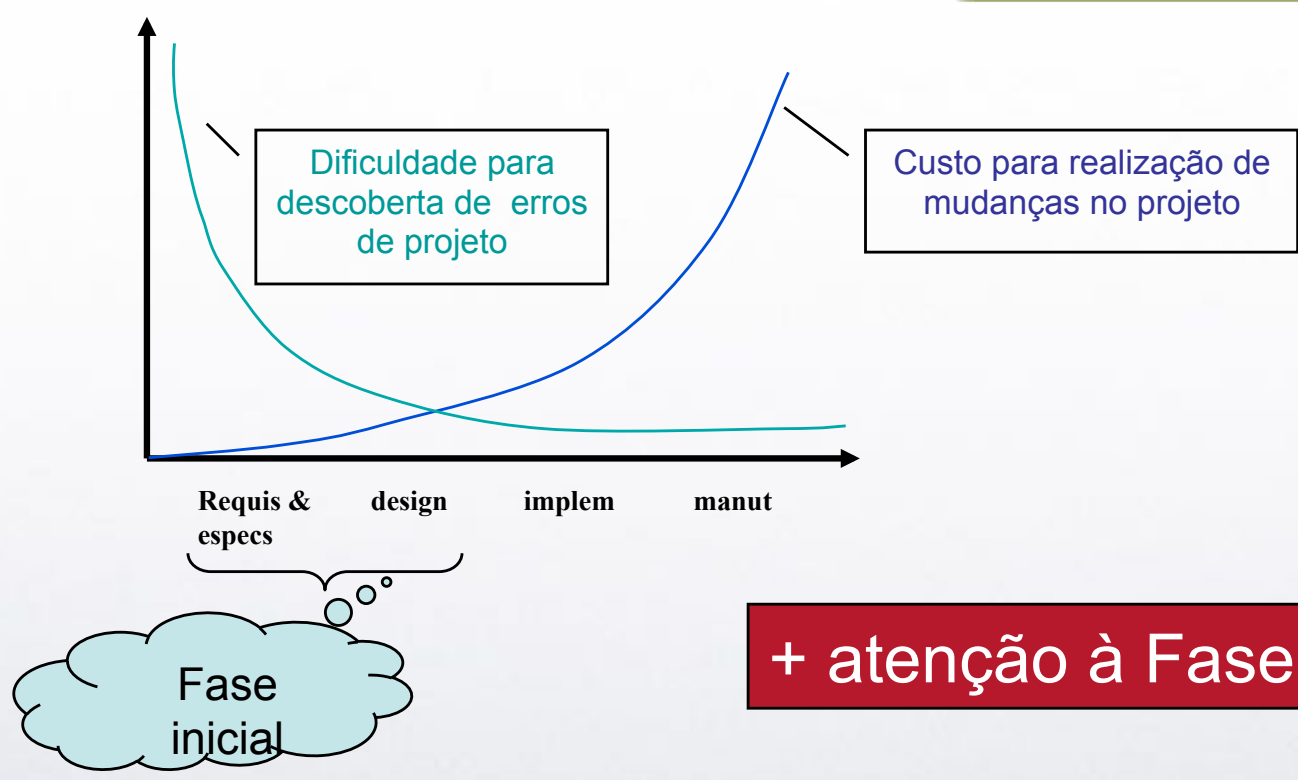 Dificuldade para
descoberta de erros
de projeto
Custo para realização de
mudanças no projeto
Requis & design implem manut
especs
Fase
inicial
+ atenção à Fase